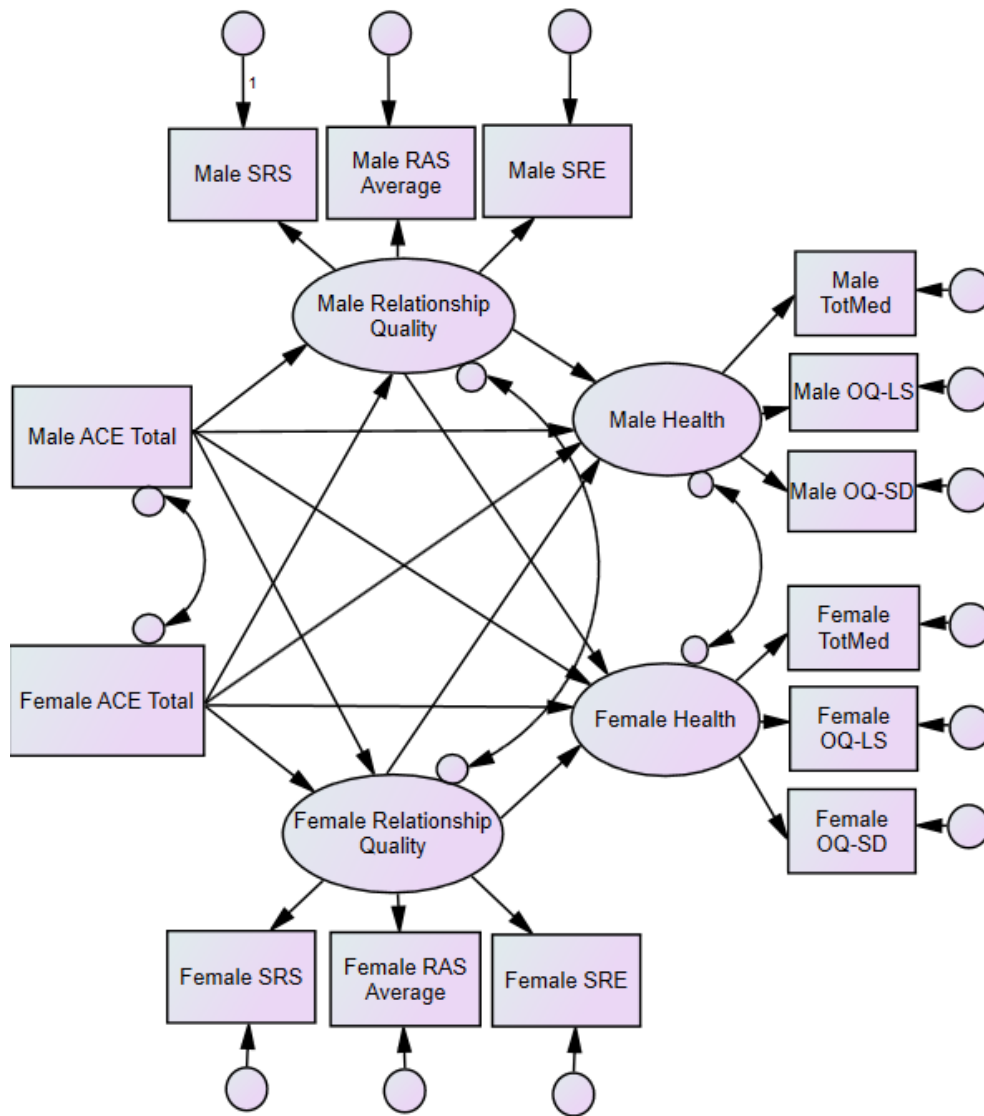 1
Male SRS
Male RAS
Average
Male SRE
Male Relationship
Quality
Male
TotMed
Male OQ-LS
Male ACE Total
Male Health
Male OQ-SD
Female
TotMed
Female ACE Total
Female Health
Female
OQ-LS
Female Relationship
Quality
Female
OQ-SD
Female SRS
Female RAS
Average
Female SRE